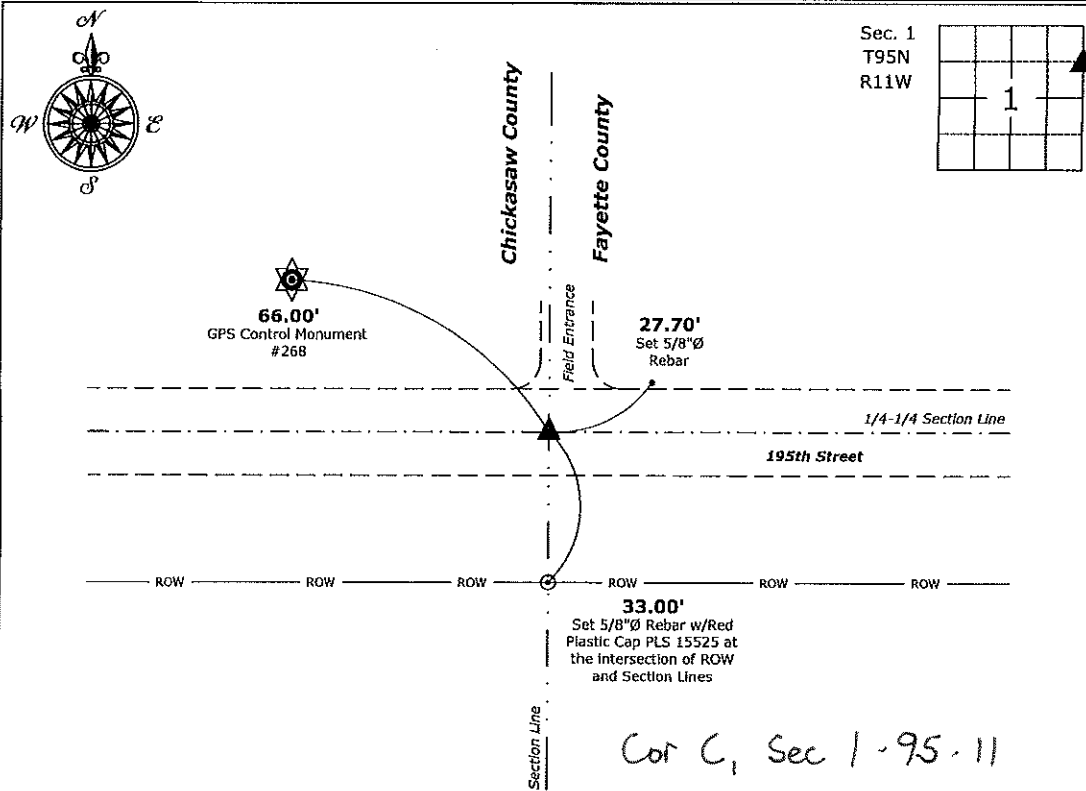 N
W
E
S
Sec. 1
T95N
R11W
1
Chickasaw County
Fayette County
66.00'
GPS Control Monument
#268
Field Entrance
27.70'
Set 5/8"Ø
Rebar
1/4-1/4 Section Line
195th Street
ROW ROW ROW ROW ROW ROW
33.00'
Set 5/8"Ø Rebar w/Red
Plastic Cap PLS 15525 at
the intersection of ROW
and Section Lines
Section Line
Cor C, Sec 1-95-11